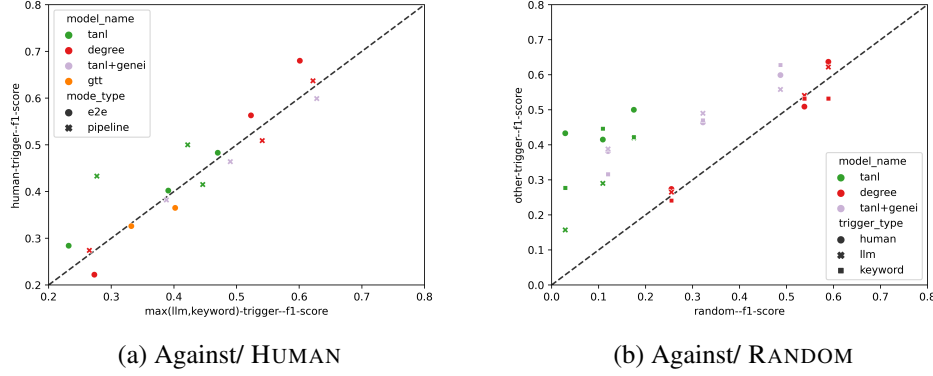 0.8
0.7
0.6
0.5
0.4
0.3
0.2
human-trigger--f1-score
model_name
tanl
degree
tanl+genei
gtt
mode_type
e2e
pipeline
0.2 0.3 0.4 0.5 0.6 0.7 0.8
max(llm,keyword)-trigger--f1-score
(a) Against/ HUMAN
0.8
0.7
0.6
0.5
0.4
0.3
0.2
0.1
0.0
other-trigger--f1-score
model_name
tanl
degree
tanl+genei
trigger_type
human
llm
keyword
0.0 0.1 0.2 0.3 0.4 0.5 0.6 0.7 0.8
random--f1-score
(b) Against/ RANDOM